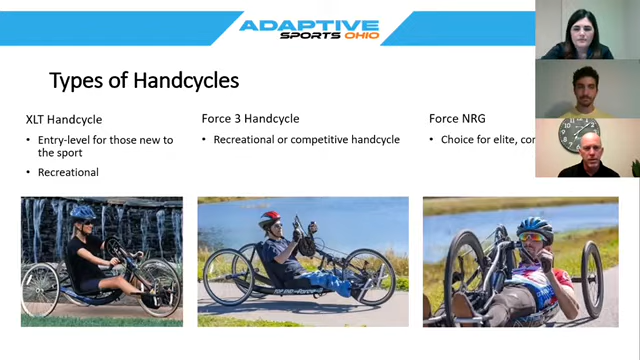 ADAPTIVE
SPORTS OHIO
Types of Handcycles
XLT Handcycle
• Entry-level for those new to
the sport
• Recreational
Force 3 Handcycle
• Recreational or competitive handcycle
Force NRG
• Choice for elite,